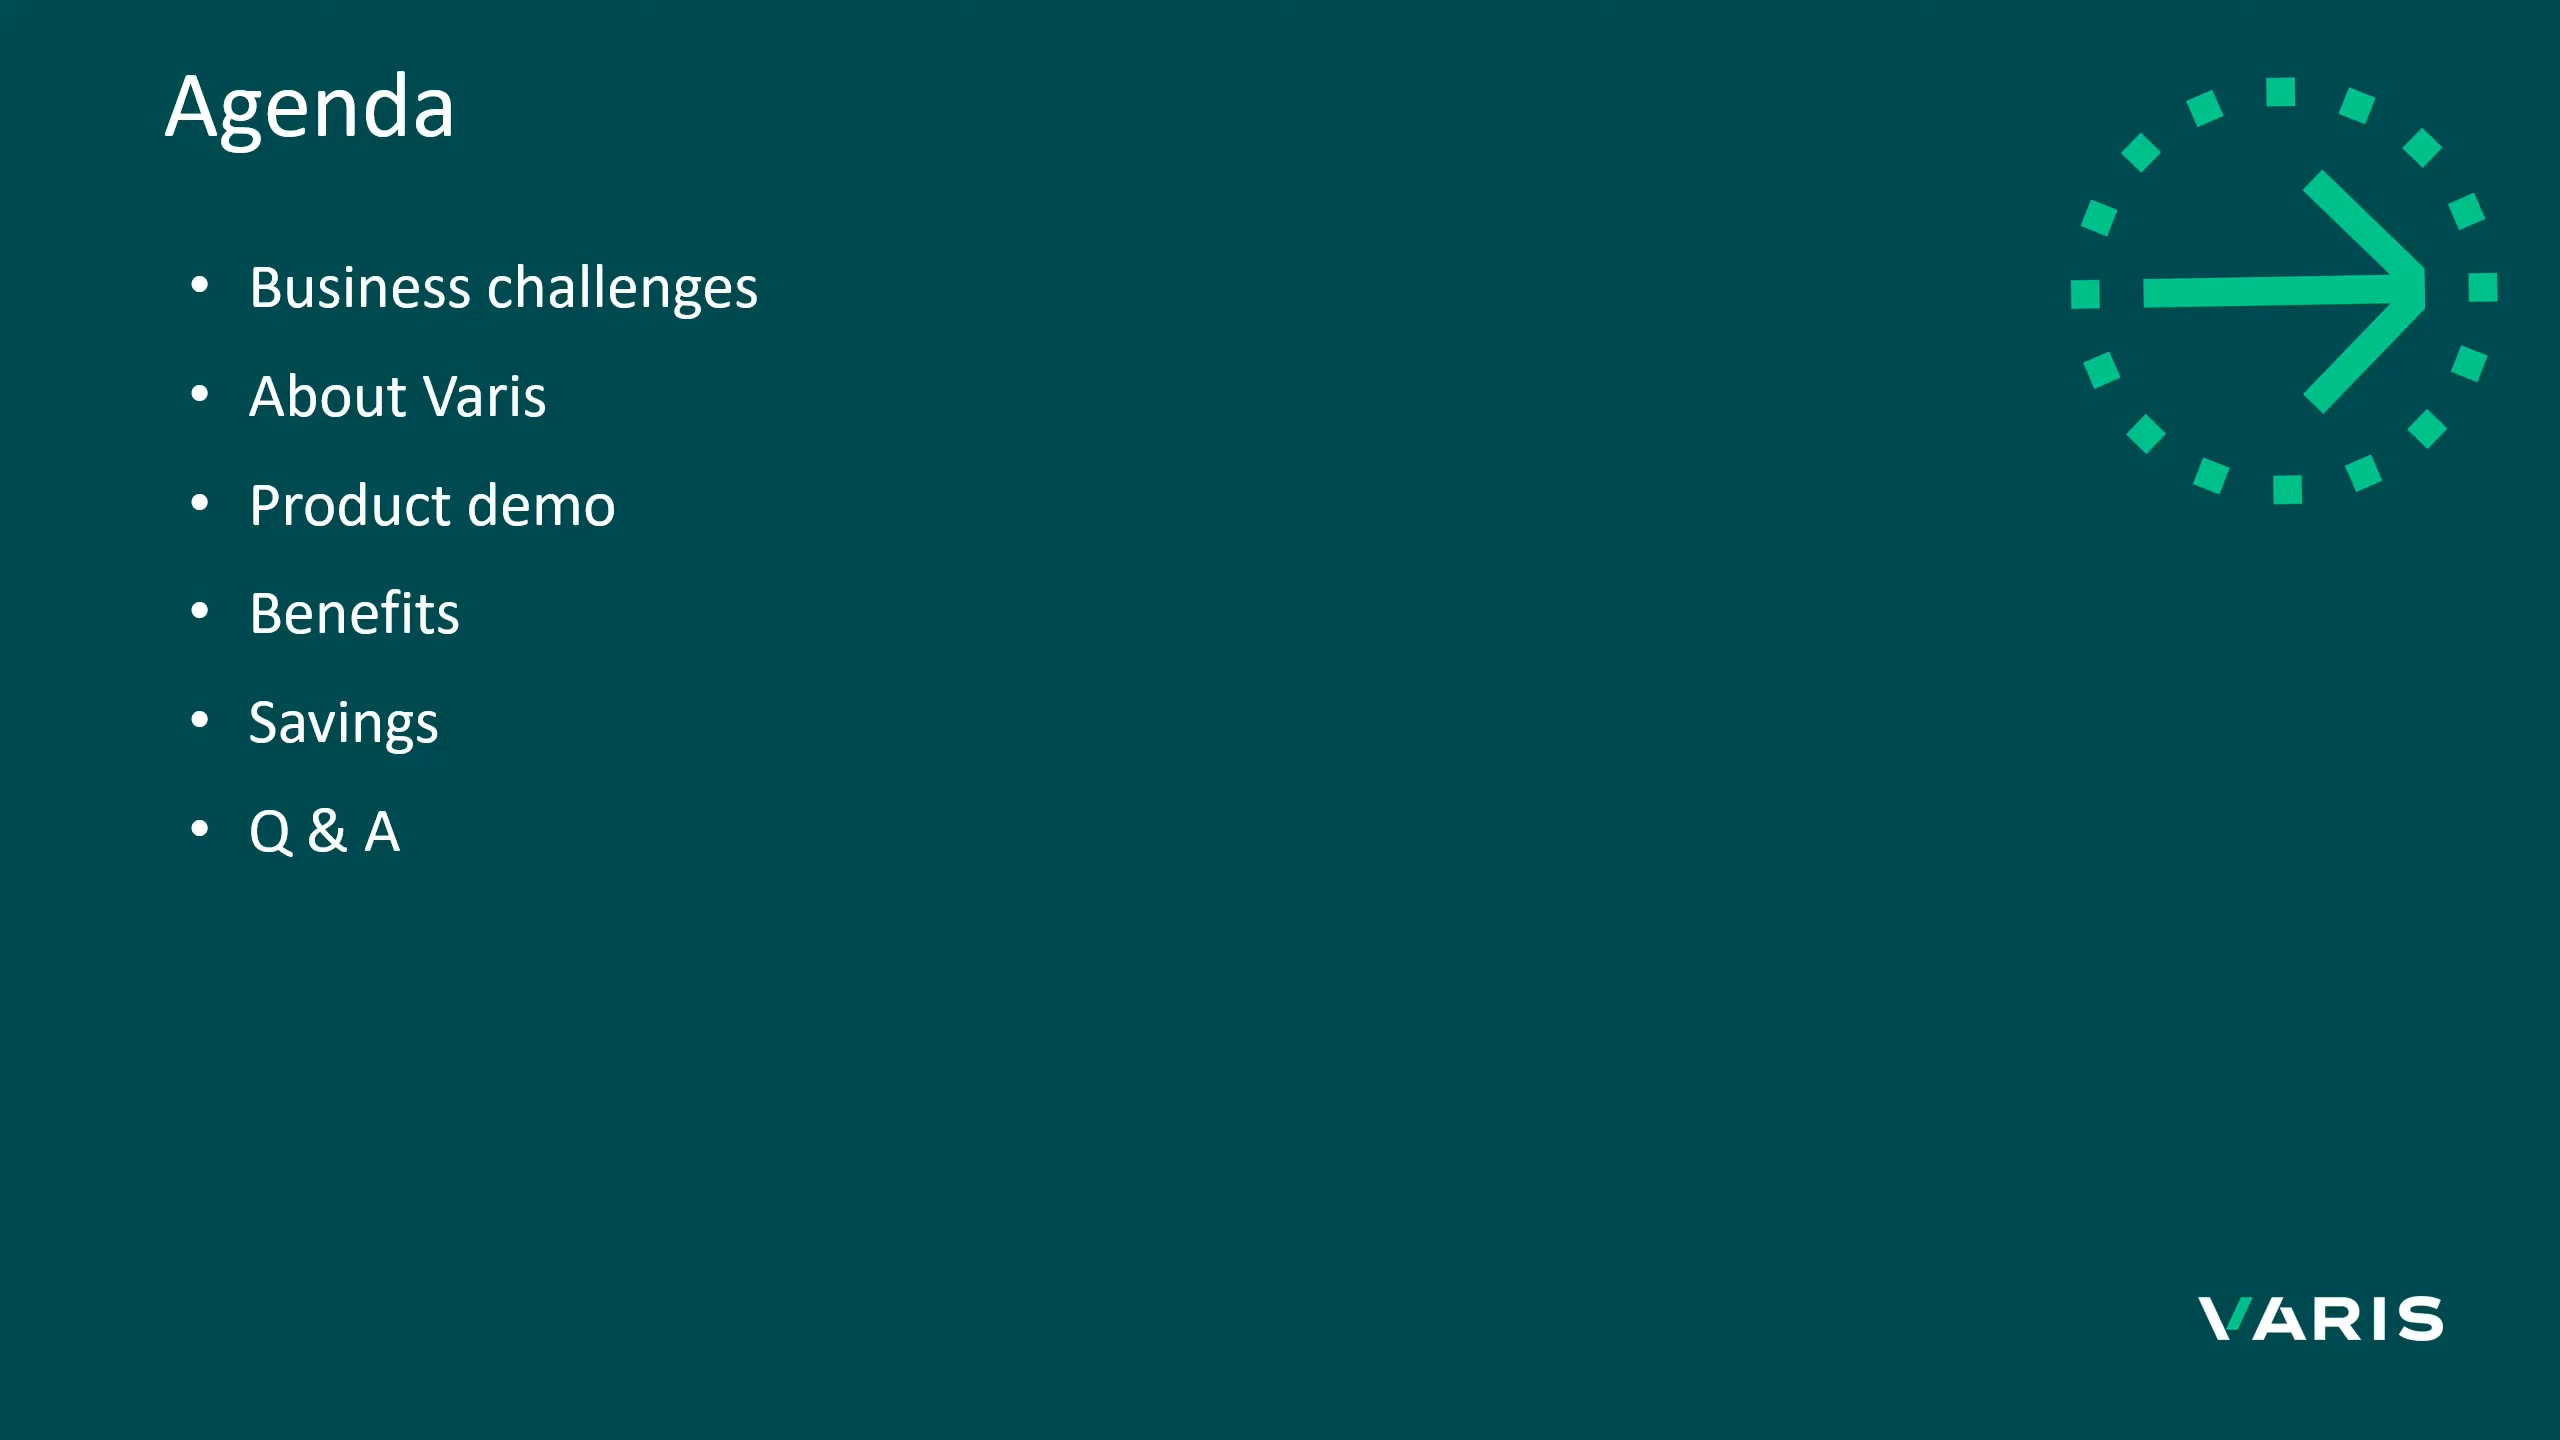 Agenda
• Business challenges
• About Varis
• Product demo
• Benefits
• Savings
• Q & A
VARIS